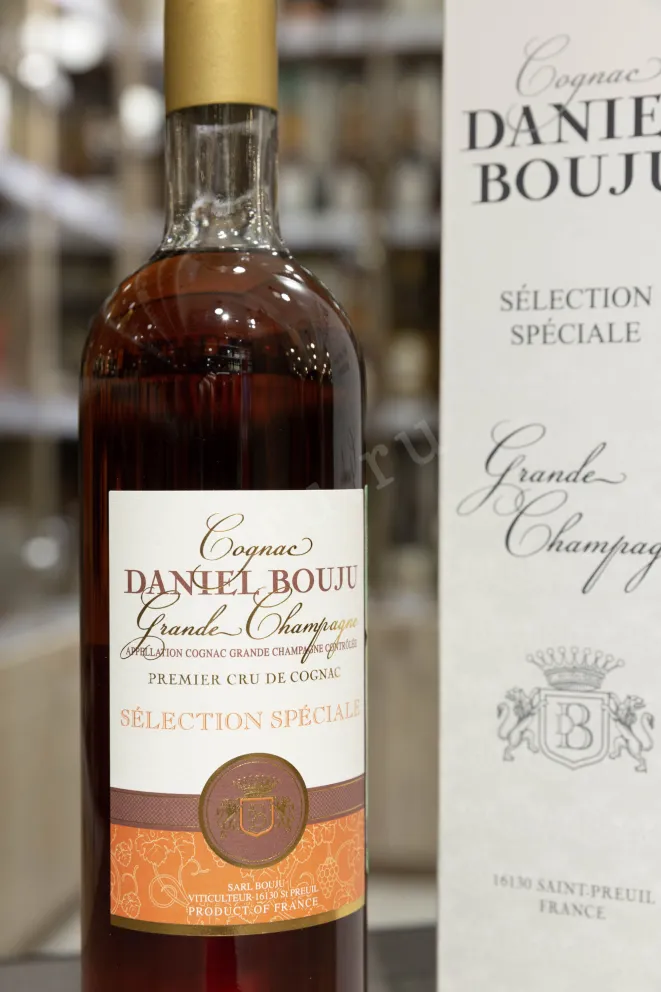 Cognac
DANIEL BOUJU
Grande Champagne
APPELLATION COGNAC GRANDE CHAMPAGNE CONTRÔLÉE
PREMIER CRU DE COGNAC
SÉLECTION SPÉCIALE
B
SARL BOUJU
VITICULTEUR 16130 St PREUIL
PRODUCT OF FRANCE
Cognac
DANIE
BOUJU
SÉLECTION
SPÉCIALE
Grande
Champag
B
16130 SAINT-PREUIL
FRANCE